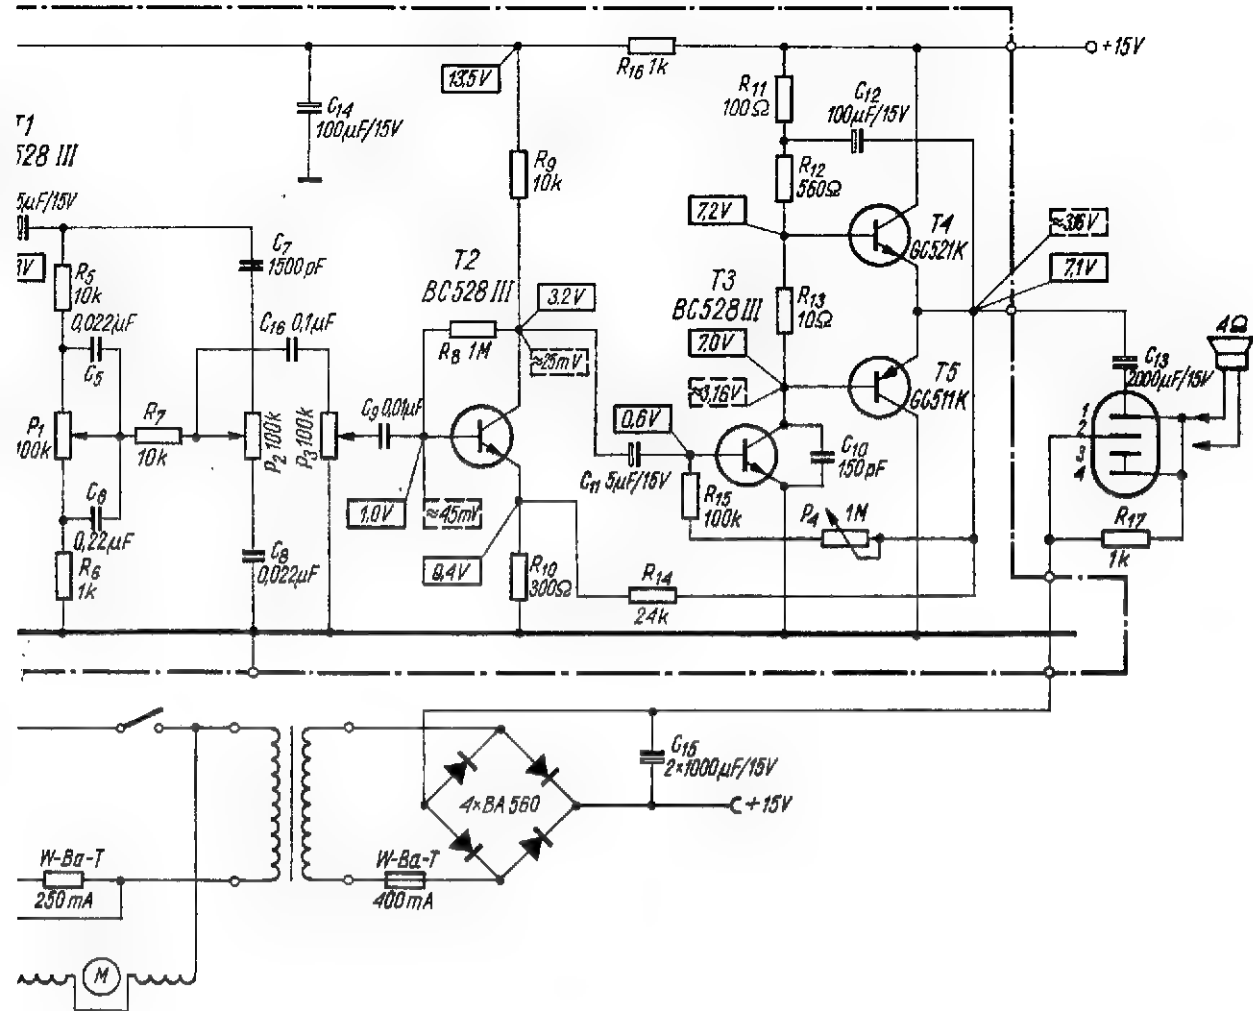 +15V
R16 1k
13,5V
R11
100Ω
C12
100µF/15V
C14
100µF/15V
T1
528 III
R9
10k
R12
560Ω
5µF/15V
7,2V
T4
GC521K
≈3,6V
C7
1500pF
T2
BC528 III
7,1V
R5
10k
3,2V
T3
BC528 III
R13
10Ω
4Ω
0,022µF
C16 0,1µF
R8 1M
7,0V
C13
2000µF/15V
C5
≈25mV
T5
GC511K
≈3,16V
P1
100k
R7
10k
P2 100k
P3 100k
C9 0,01µF
0,6V
1
2
3
4
C10
150pF
C11 5µF/15V
R15
100k
C6
0,22µF
1,0V
≈45mV
P4
1M
R17
1k
R6
1k
C8
0,022µF
0,4V
R10
300Ω
R14
24k
C15
2×1000µF/15V
4×BA560
+15V
W-Ba-T
250mA
W-Ba-T
400mA
M